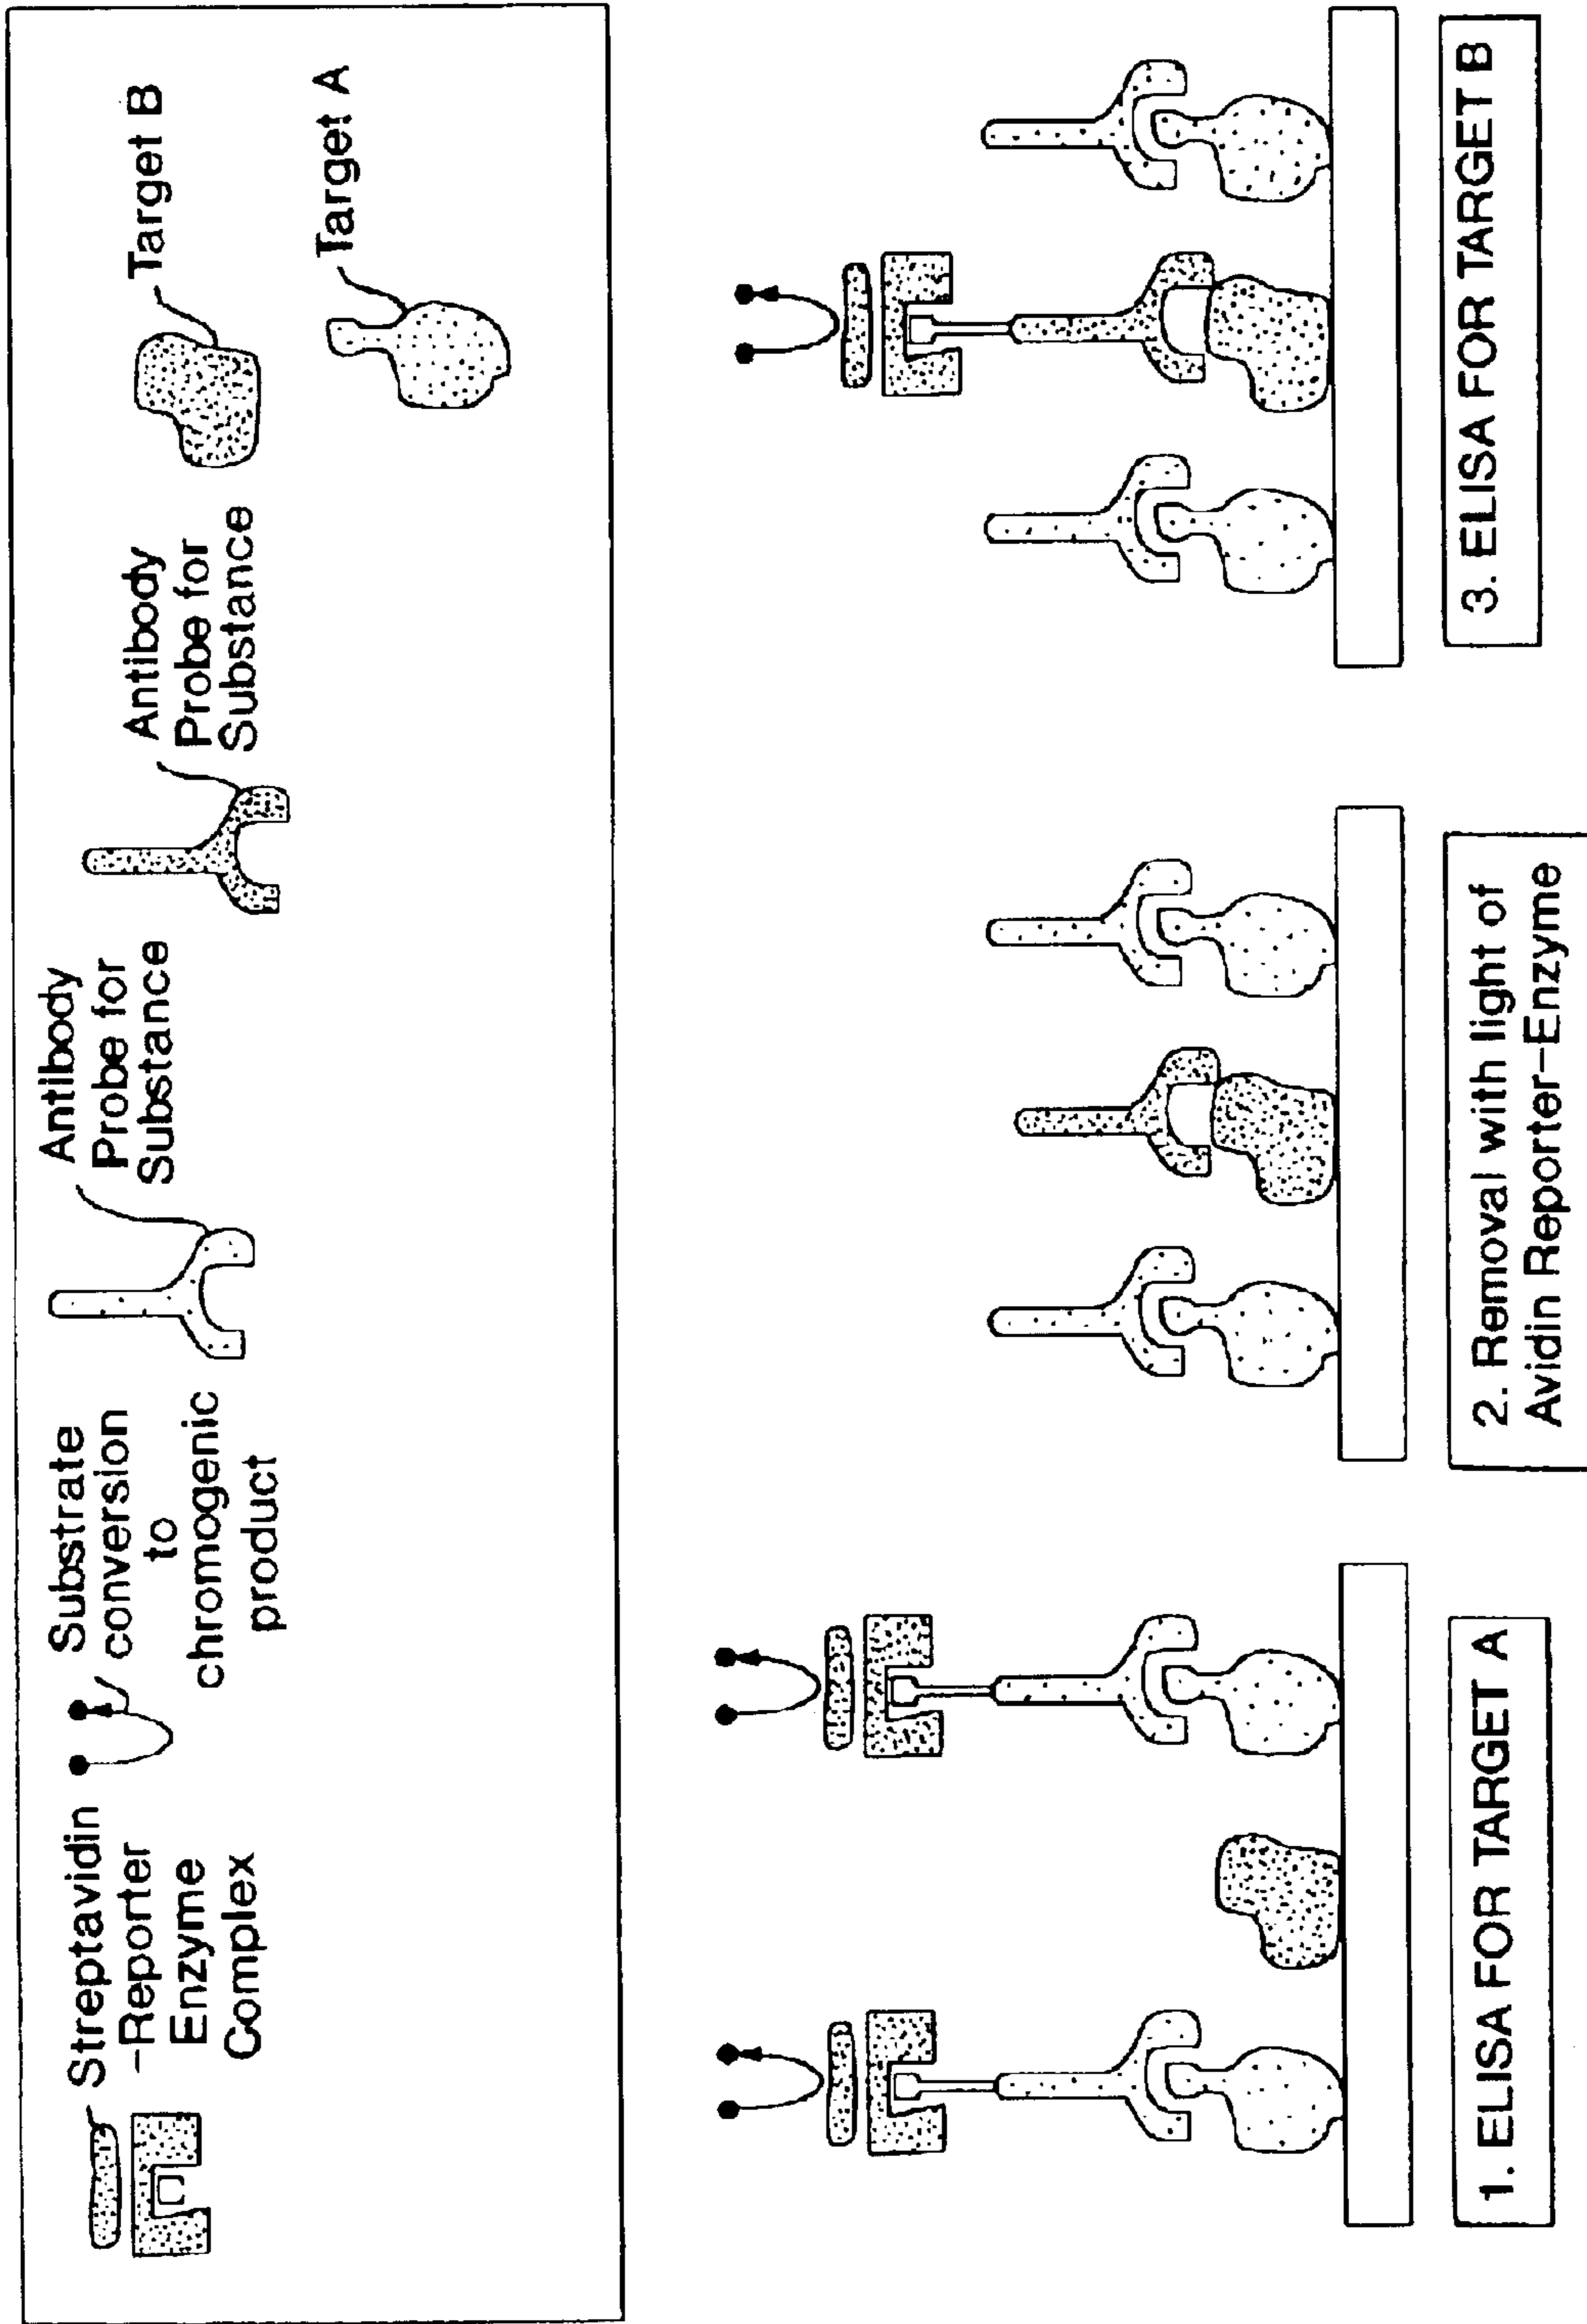 Streptavidin
-Reporter
Enzyme
Complex
Substrate
conversion
to
chromogenic
product
Antibody
Probe for
Substance
Antibody
Probe for
Substance
Target B
Target A
1. ELISA FOR TARGET A
2. Removal with light of
Avidin Reporter-Enzyme
3. ELISA FOR TARGET B